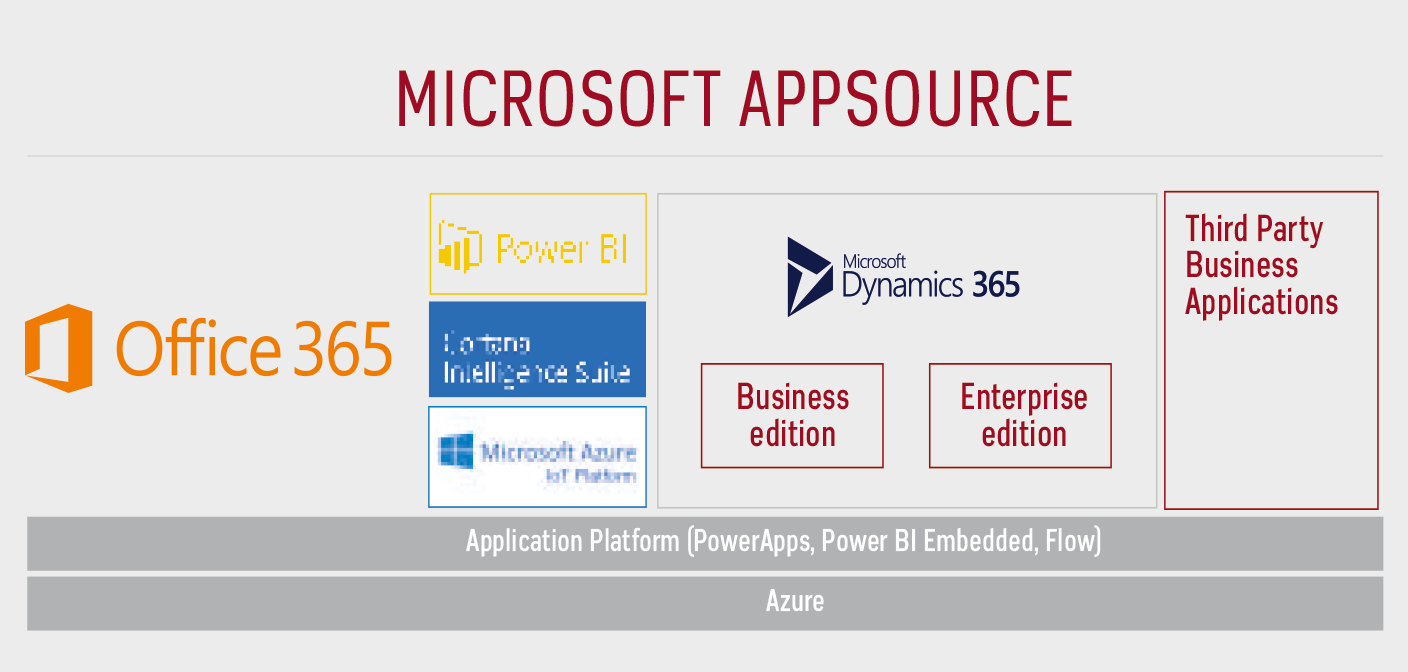 MICROSOFT APPSOURCE
Office 365
Power BI
Cortana
Intelligence Suite
Microsoft Azure
IoT Platform
Microsoft
Dynamics 365
Business
edition
Enterprise
edition
Third Party
Business
Applications
Application Platform (PowerApps, Power BI Embedded, Flow)
Azure